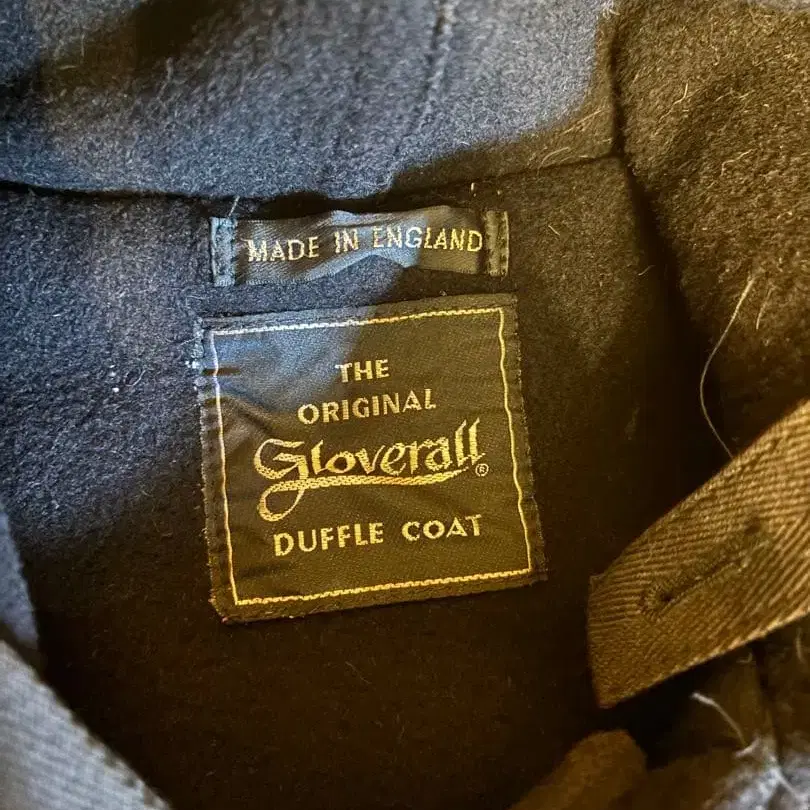 MADE IN ENGLAND
THE
ORIGINAL
Gloverall®
DUFFLE COAT